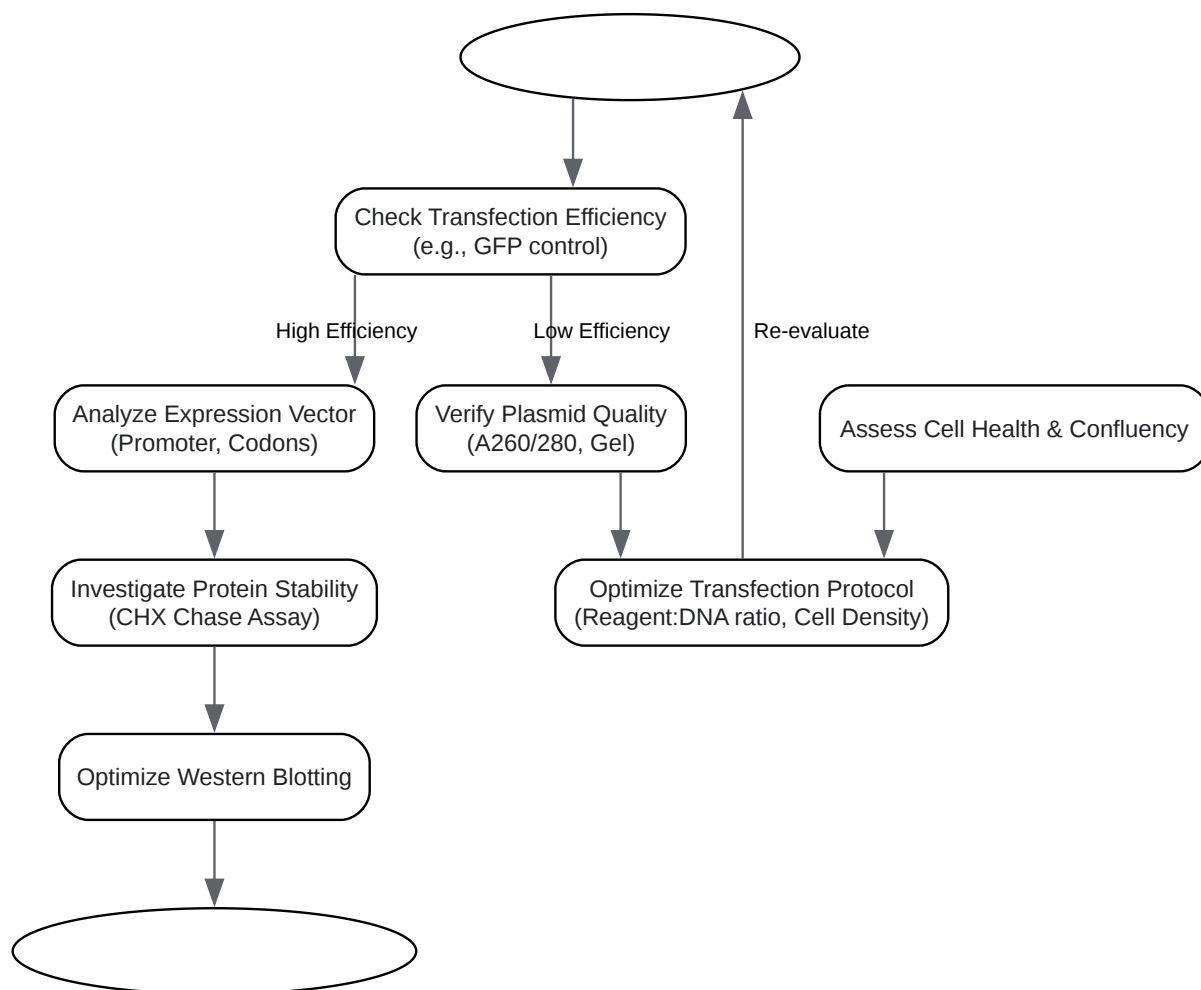 Check Transfection Efficiency
(e.g., GFP control)
High Efficiency
Low Efficiency
Re-evaluate
Analyze Expression Vector
(Promoter, Codons)
Verify Plasmid Quality
(A260/280, Gel)
Assess Cell Health & Confluency
Investigate Protein Stability
(CHX Chase Assay)
Optimize Transfection Protocol
(Reagent:DNA ratio, Cell Density)
Optimize Western Blotting